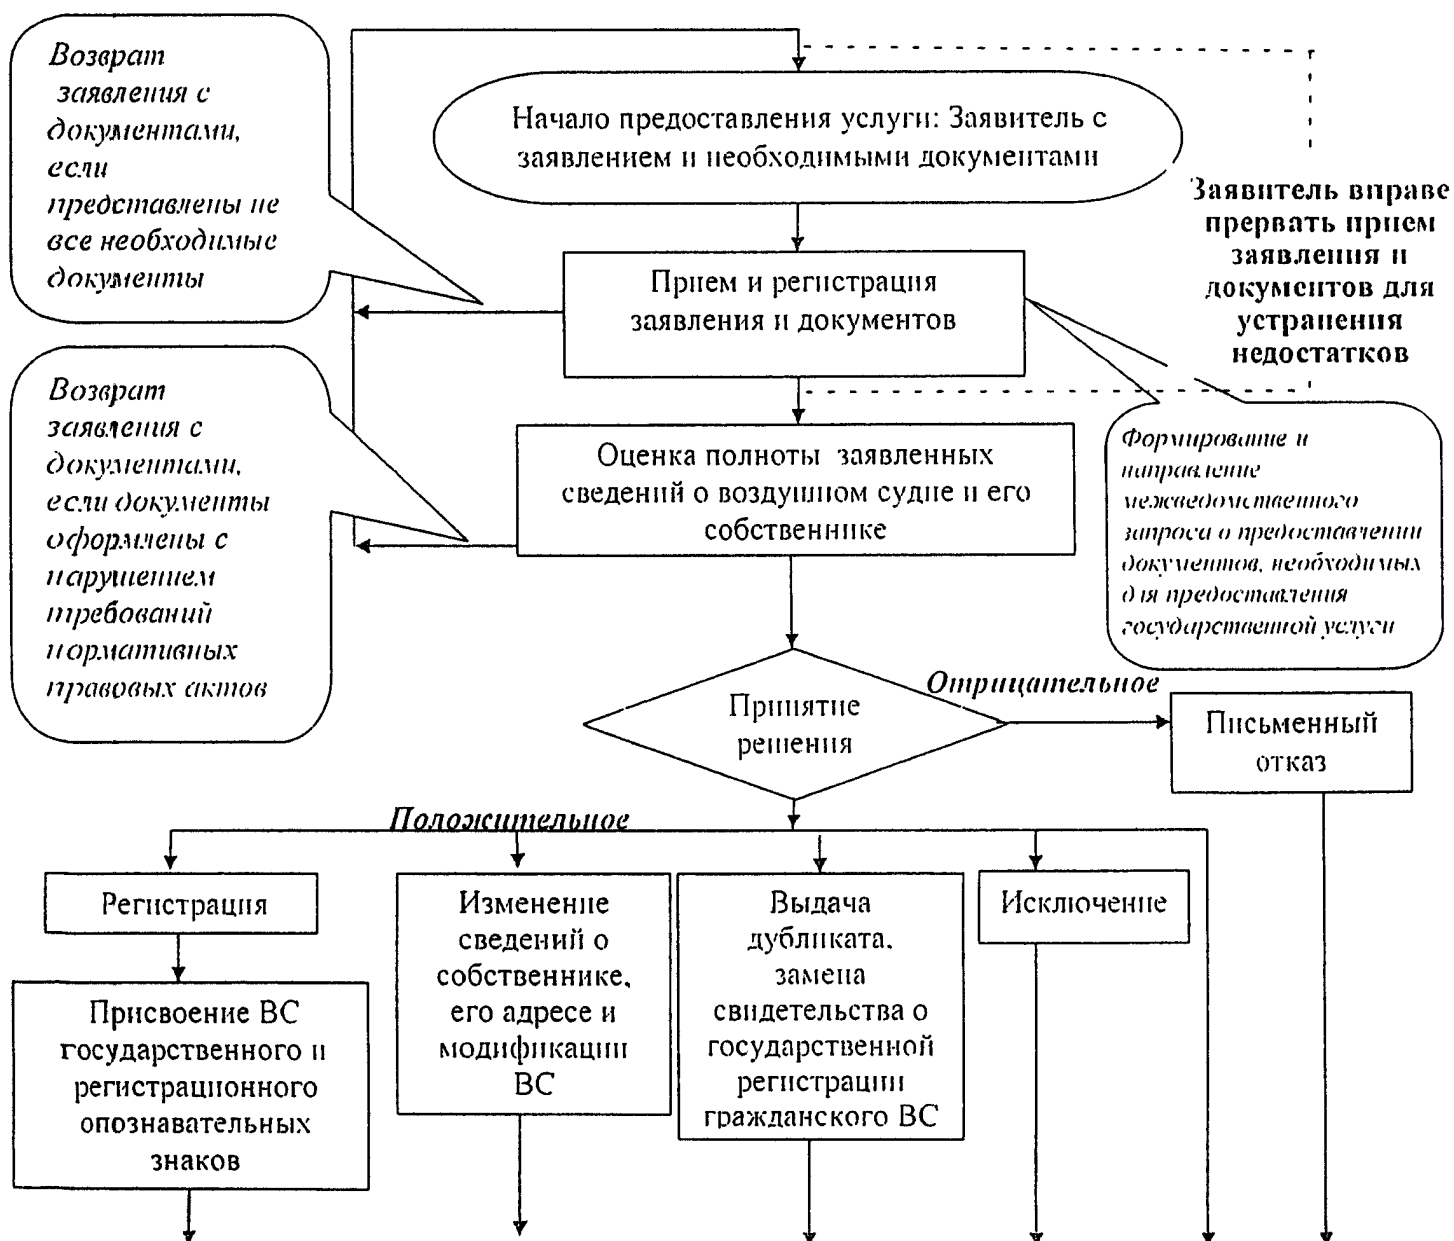 Возврат
заявления с
документами,
если
представлены не
все необходимые
документы
Начало предоставления услуги: Заявитель с
заявлением и необходимыми документами
Заявитель вправе
прервать прием
заявления и
документов для
устранения
недостатков
Прием и регистрация
заявления и документов
Возврат
заявления с
документами,
если документы
оформлены с
нарушением
требований
нормативных
правовых актов
Оценка полноты заявленных
сведений о воздушном судне и его
собственнике
Формирование и
направление
межведомственного
запроса о предоставлении
документов, необходимых
для предоставления
государственной услуги
Принятие
решения
Отрицательное
Письменный
отказ
Положительное
Регистрация
Изменение
сведений о
собственнике,
его адресе и
модификации
ВС
Выдача
дубликата,
замена
свидетельства о
государственной
регистрации
гражданского ВС
Исключение
Присвоение ВС
государственного и
регистрационного
опознавательных
знаков